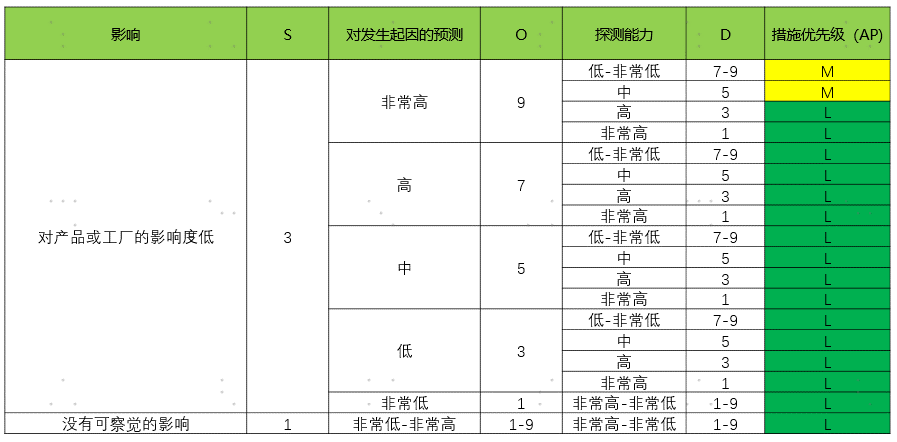 影响 S 对发生起因的预测 O 探测能力 D 措施优先级（AP）
对产品或工厂的影响度低 3 非常高 9 低-非常低 7-9 M
中 5 M
高 3 L
非常高 1 L
高 7 低-非常低 7-9 L
中 5 L
高 3 L
非常高 1 L
中 5 低-非常低 7-9 L
中 5 L
高 3 L
非常高 1 L
低 3 低-非常低 7-9 L
中 5 L
高 3 L
非常高 1 L
非常低 1 非常高-非常低 1-9 L
没有可察觉的影响 1 非常低-非常高 1-9 非常高-非常低 1-9 L